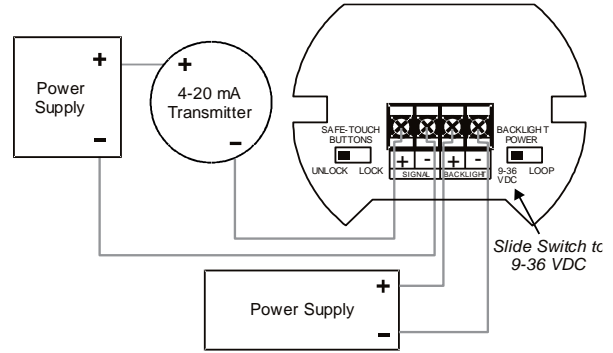 +
Power
Supply
-
+
4-20 mA
Transmitter
-
SAFE-TOUCH
BUTTONS
UNLOCK LOCK
BACKLIGHT
POWER
9-36
VDC
LOOP
+ - + -
SIGNAL BACKLIGHT
Slide Switch to
9-36 VDC
Power Supply
+
-